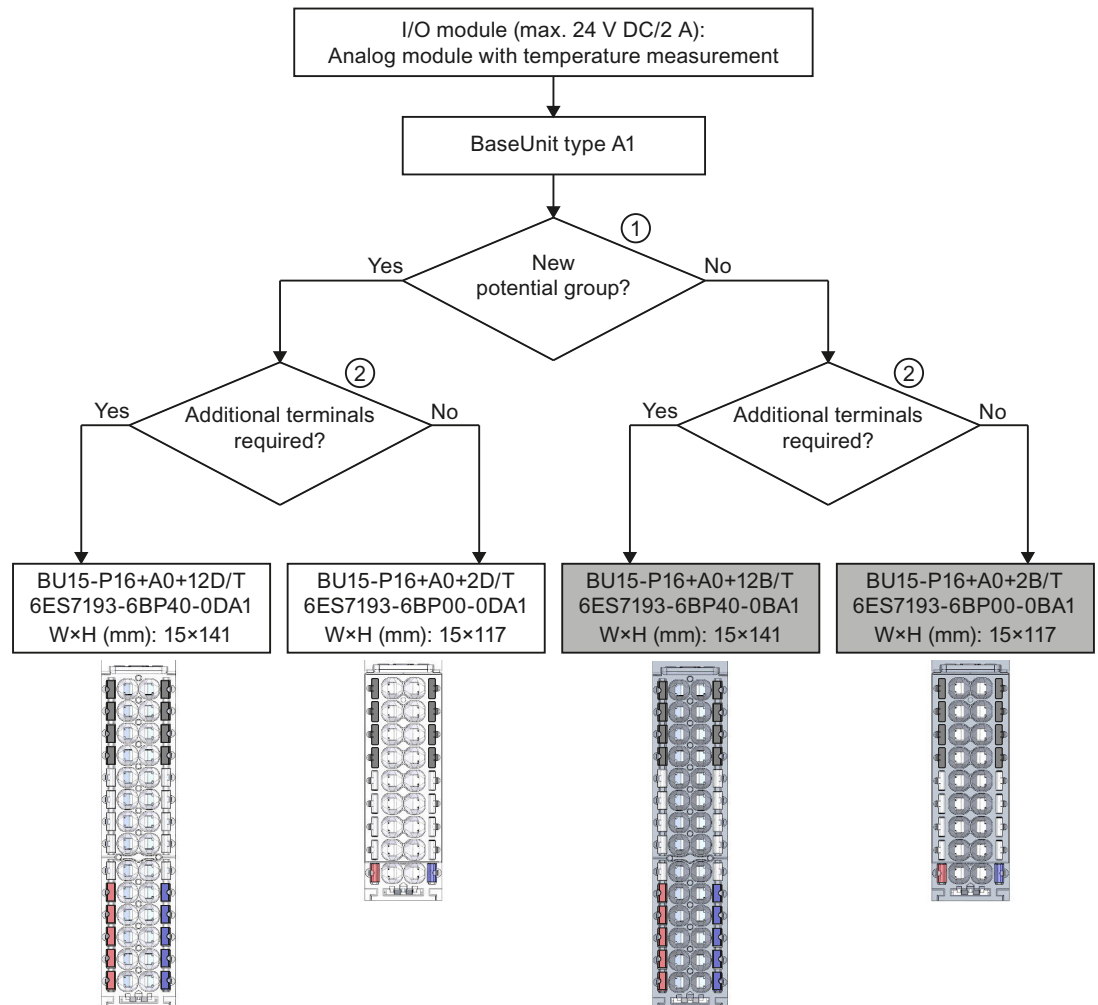 I/O module (max. 24 V DC/2 A):
Analog module with temperature measurement
BaseUnit type A1
1
Yes
New
potential group?
No
2
Yes
Additional terminals
required?
No
2
Yes
Additional terminals
required?
No
BU15-P16+A0+12D/T
6ES7193-6BP40-0DA1
W×H (mm): 15×141
BU15-P16+A0+2D/T
6ES7193-6BP00-0DA1
W×H (mm): 15×117
BU15-P16+A0+12B/T
6ES7193-6BP40-0BA1
W×H (mm): 15×141
BU15-P16+A0+2B/T
6ES7193-6BP00-0BA1
W×H (mm): 15×117